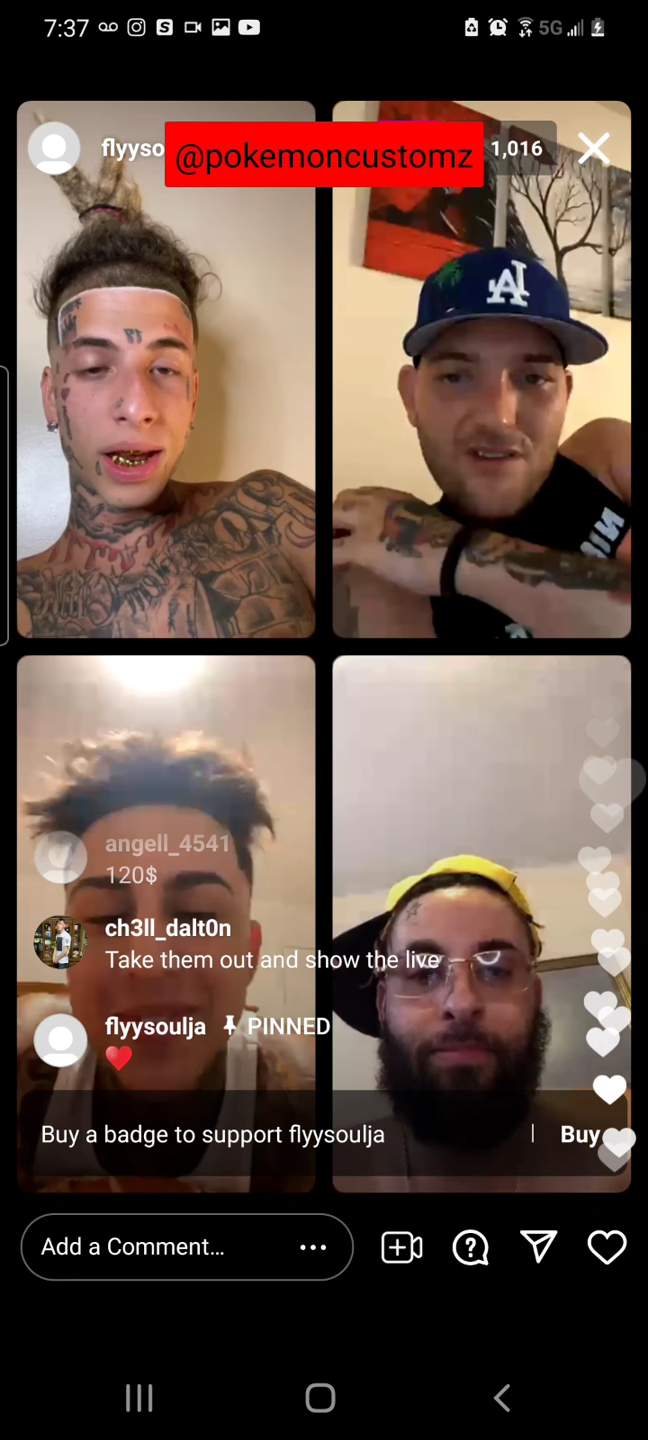 7:37
5G
flyyso
@pokemoncustomz
1,016
LA
angell_4541
120$
ch3ll_dalt0n
Take them out and show the live
flyysoulja PINNED
Buy a badge to support flyysoulja
Buy
Add a Comment...